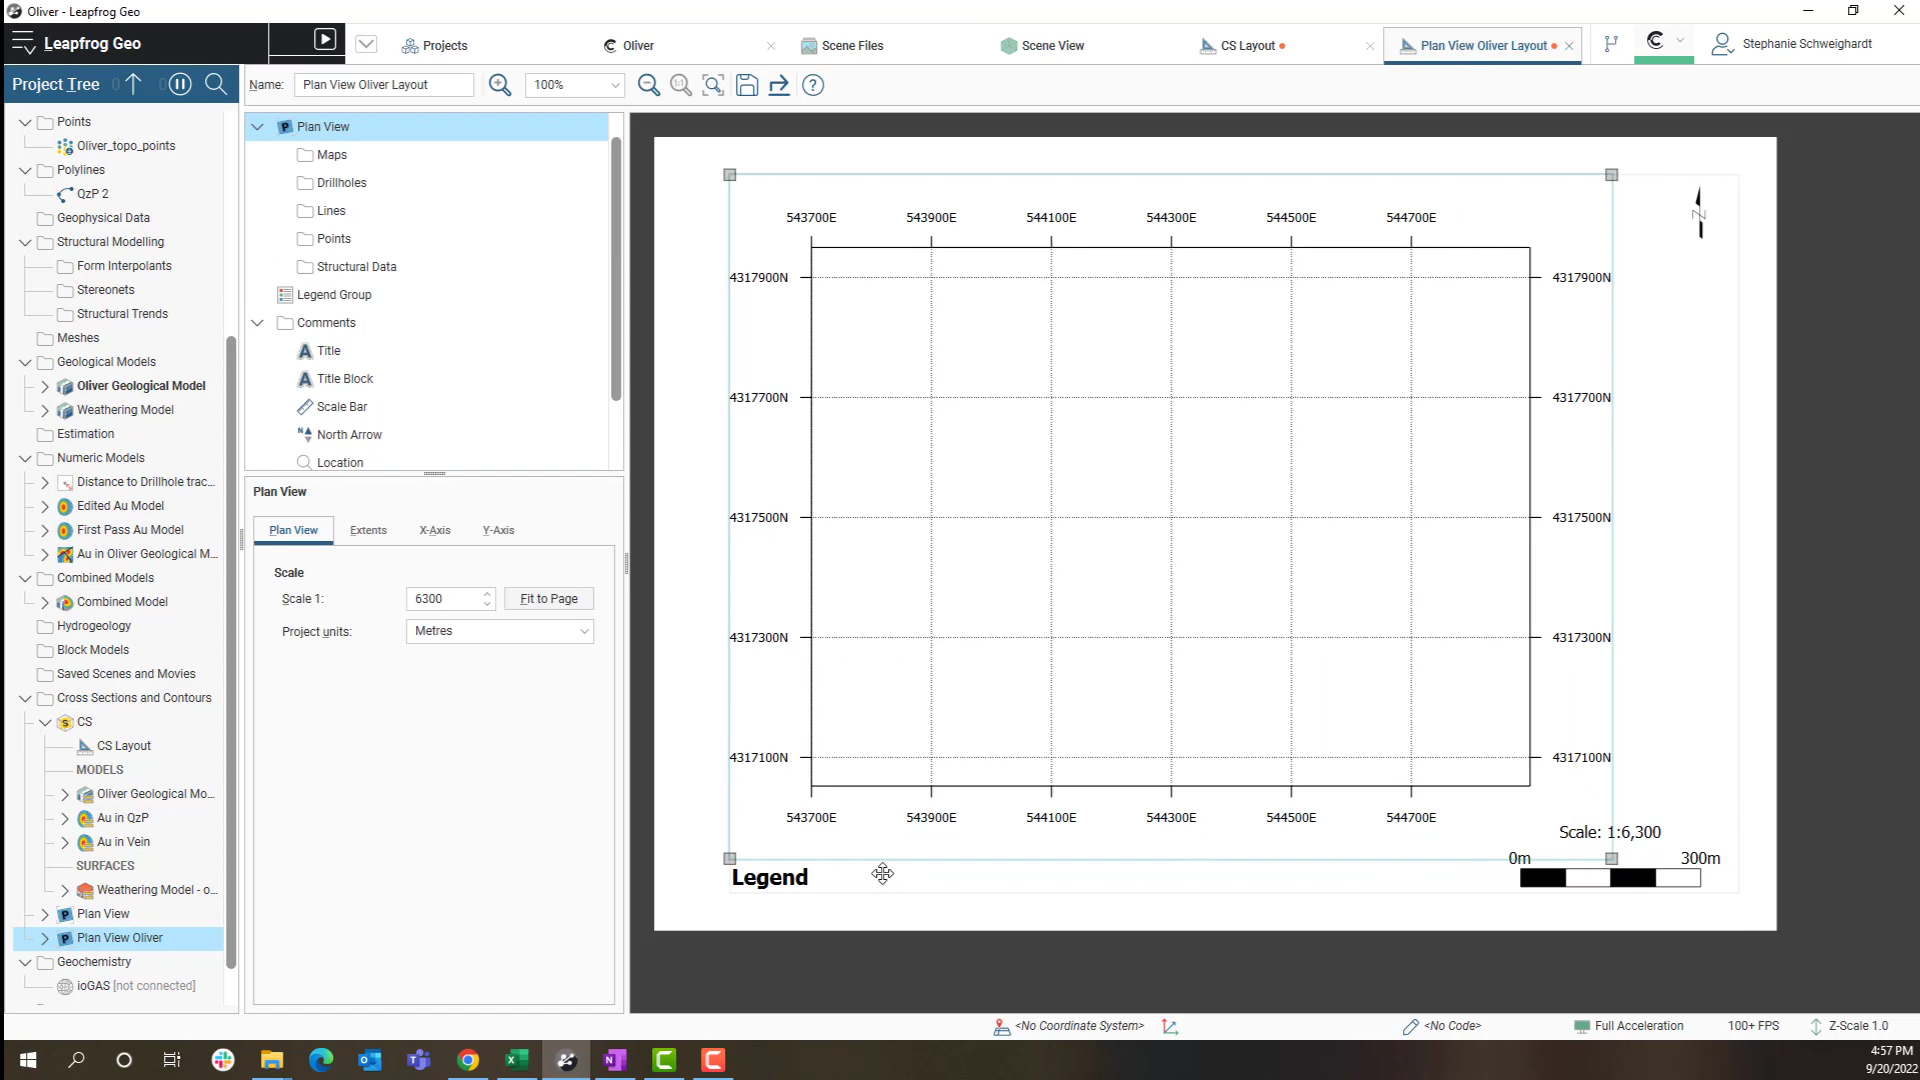 Oliver - Leapfrog Geo
Leapfrog Geo
Projects
Oliver
Scene Files
Scene View
CS Layout
Plan View Oliver Layout
Stephanie Schweighardt
Project Tree
Name: Plan View Oliver Layout
100%
Points
Oliver_topo_points
Polylines
QzP 2
Geophysical Data
Structural Modelling
Form Interpolants
Stereonets
Structural Trends
Meshes
Geological Models
Oliver Geological Model
Weathering Model
Estimation
Numeric Models
Distance to Drillhole trac...
Edited Au Model
First Pass Au Model
Au in Oliver Geological M...
Combined Models
Combined Model
Hydrogeology
Block Models
Saved Scenes and Movies
Cross Sections and Contours
CS
CS Layout
MODELS
Oliver Geological Mo...
Au in QzP
Au in Vein
SURFACES
Weathering Model - o...
Plan View
Plan View Oliver
Geochemistry
ioGAS [not connected]
Plan View
Maps
Drillholes
Lines
Points
Structural Data
Legend Group
Comments
Title
Title Block
Scale Bar
North Arrow
Location
Plan View
Plan View Extents X-Axis Y-Axis
Scale
Scale 1: 6300 Fit to Page
Project units: Metres
543700E 543900E 544100E 544300E 544500E 544700E
N
4317900N 4317900N
4317700N 4317700N
4317500N 4317500N
4317300N 4317300N
4317100N 4317100N
543700E 543900E 544100E 544300E 544500E 544700E
Scale: 1:6,300
0m 300m
Legend
<No Coordinate System>
<No Code>
Full Acceleration
100+ FPS
Z-Scale 1.0
4:57 PM
9/20/2022